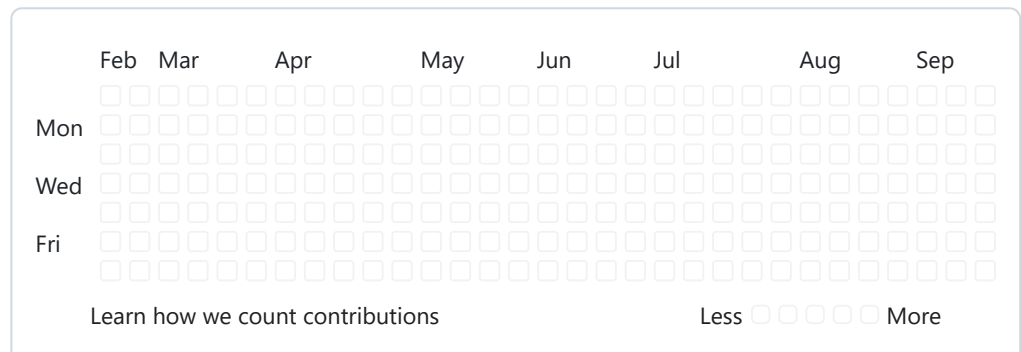 Feb Mar Apr May Jun Jul Aug Sep
Mon
Wed
Fri
Learn how we count contributions Less More